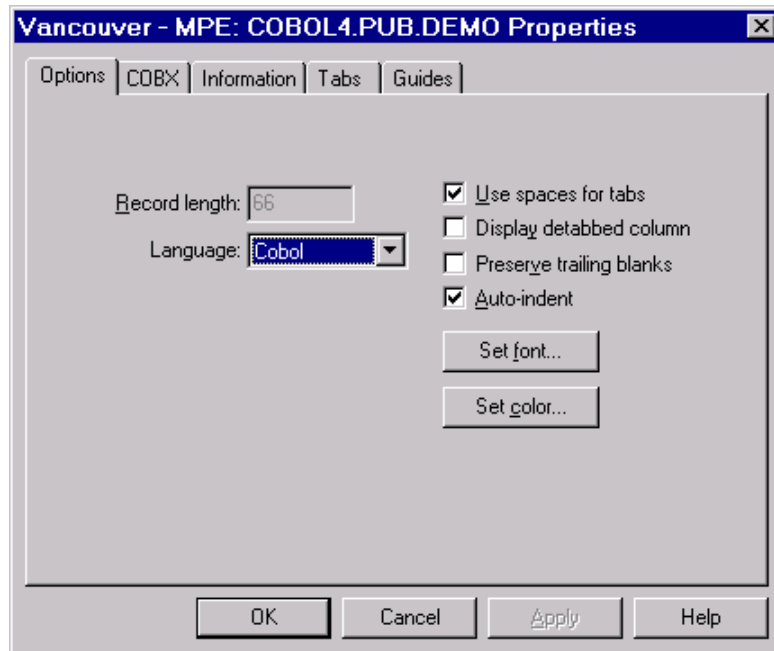 Vancouver - MPE: COBOL4.PUB.DEMO Properties
Options COBX Information Tabs Guides
Record length: 66
Language: Cobol
Use spaces for tabs
Display detabbed column
Preserve trailing blanks
Auto-indent
Set font...
Set color...
OK Cancel Apply Help